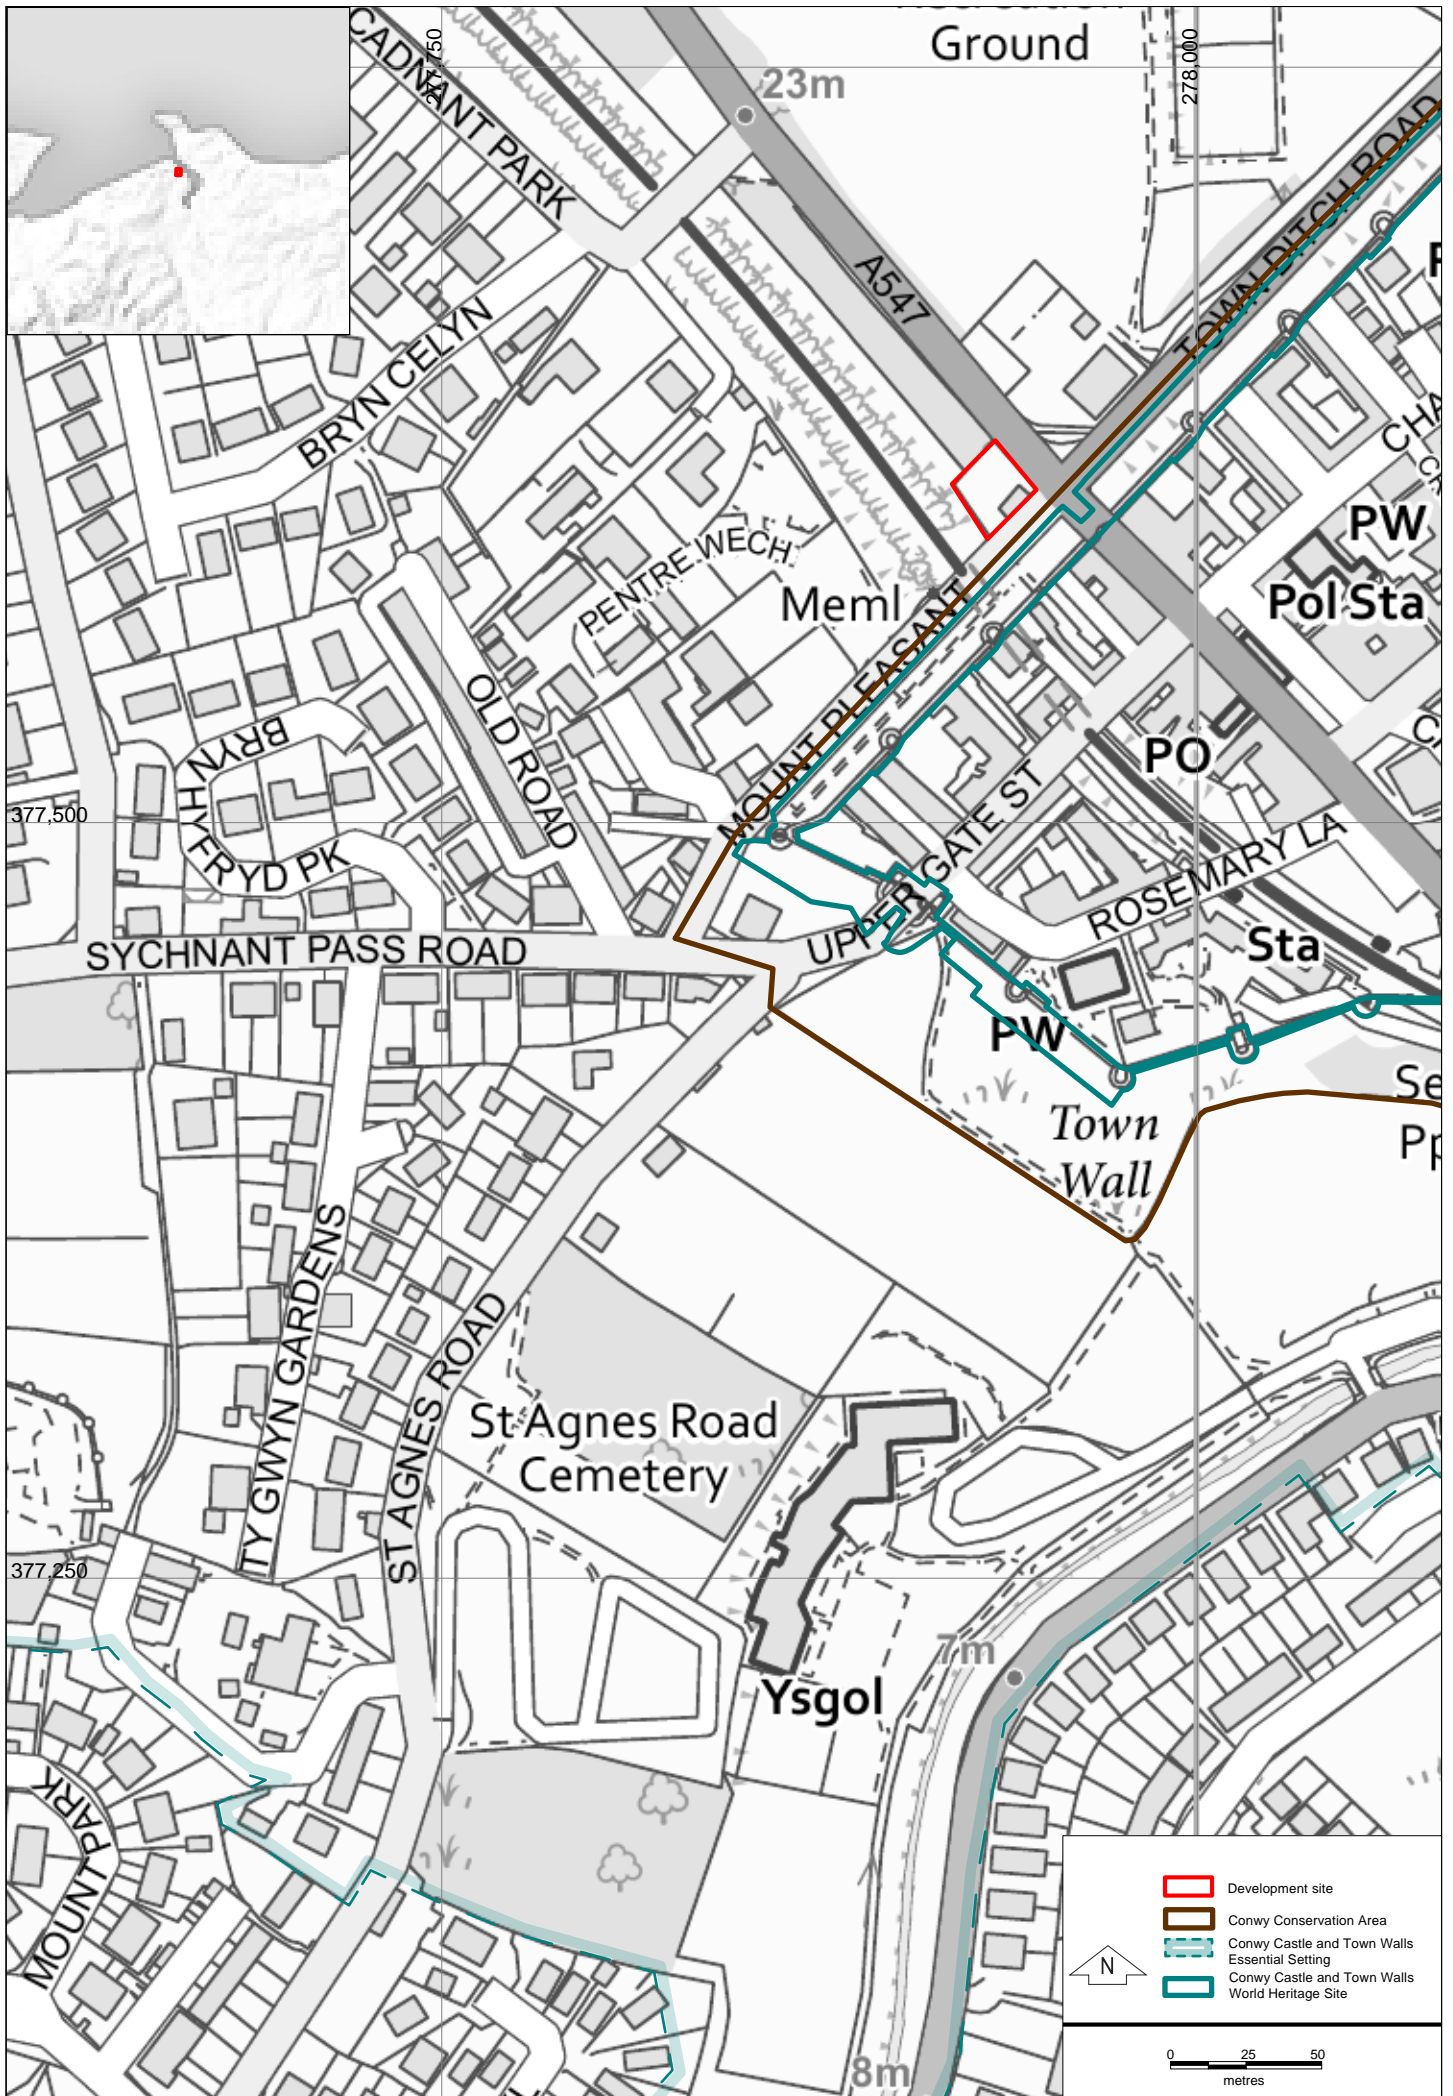 Ground
278,000
23m
CADNANT PARK
TOWN DITCH ROAD
A547
BRYN CELYN
PW
Pol Sta
PENTRE WECH
Meml
MOUNT PLEASANT
OLD ROAD
BRYN
HYFRYD PK
PO
377,500
UPPER GATE ST
ROSEMARY LA
SYCHNANT PASS ROAD
Sta
PW
Town
Wall
TY GWYN GARDENS
ST AGNES ROAD
St Agnes Road
Cemetery
377,250
7m
Ysgol
MOUNT PARK
8m
Development site
Conwy Conservation Area
Conwy Castle and Town Walls
Essential Setting
Conwy Castle and Town Walls
World Heritage Site
N
0 25 50
metres